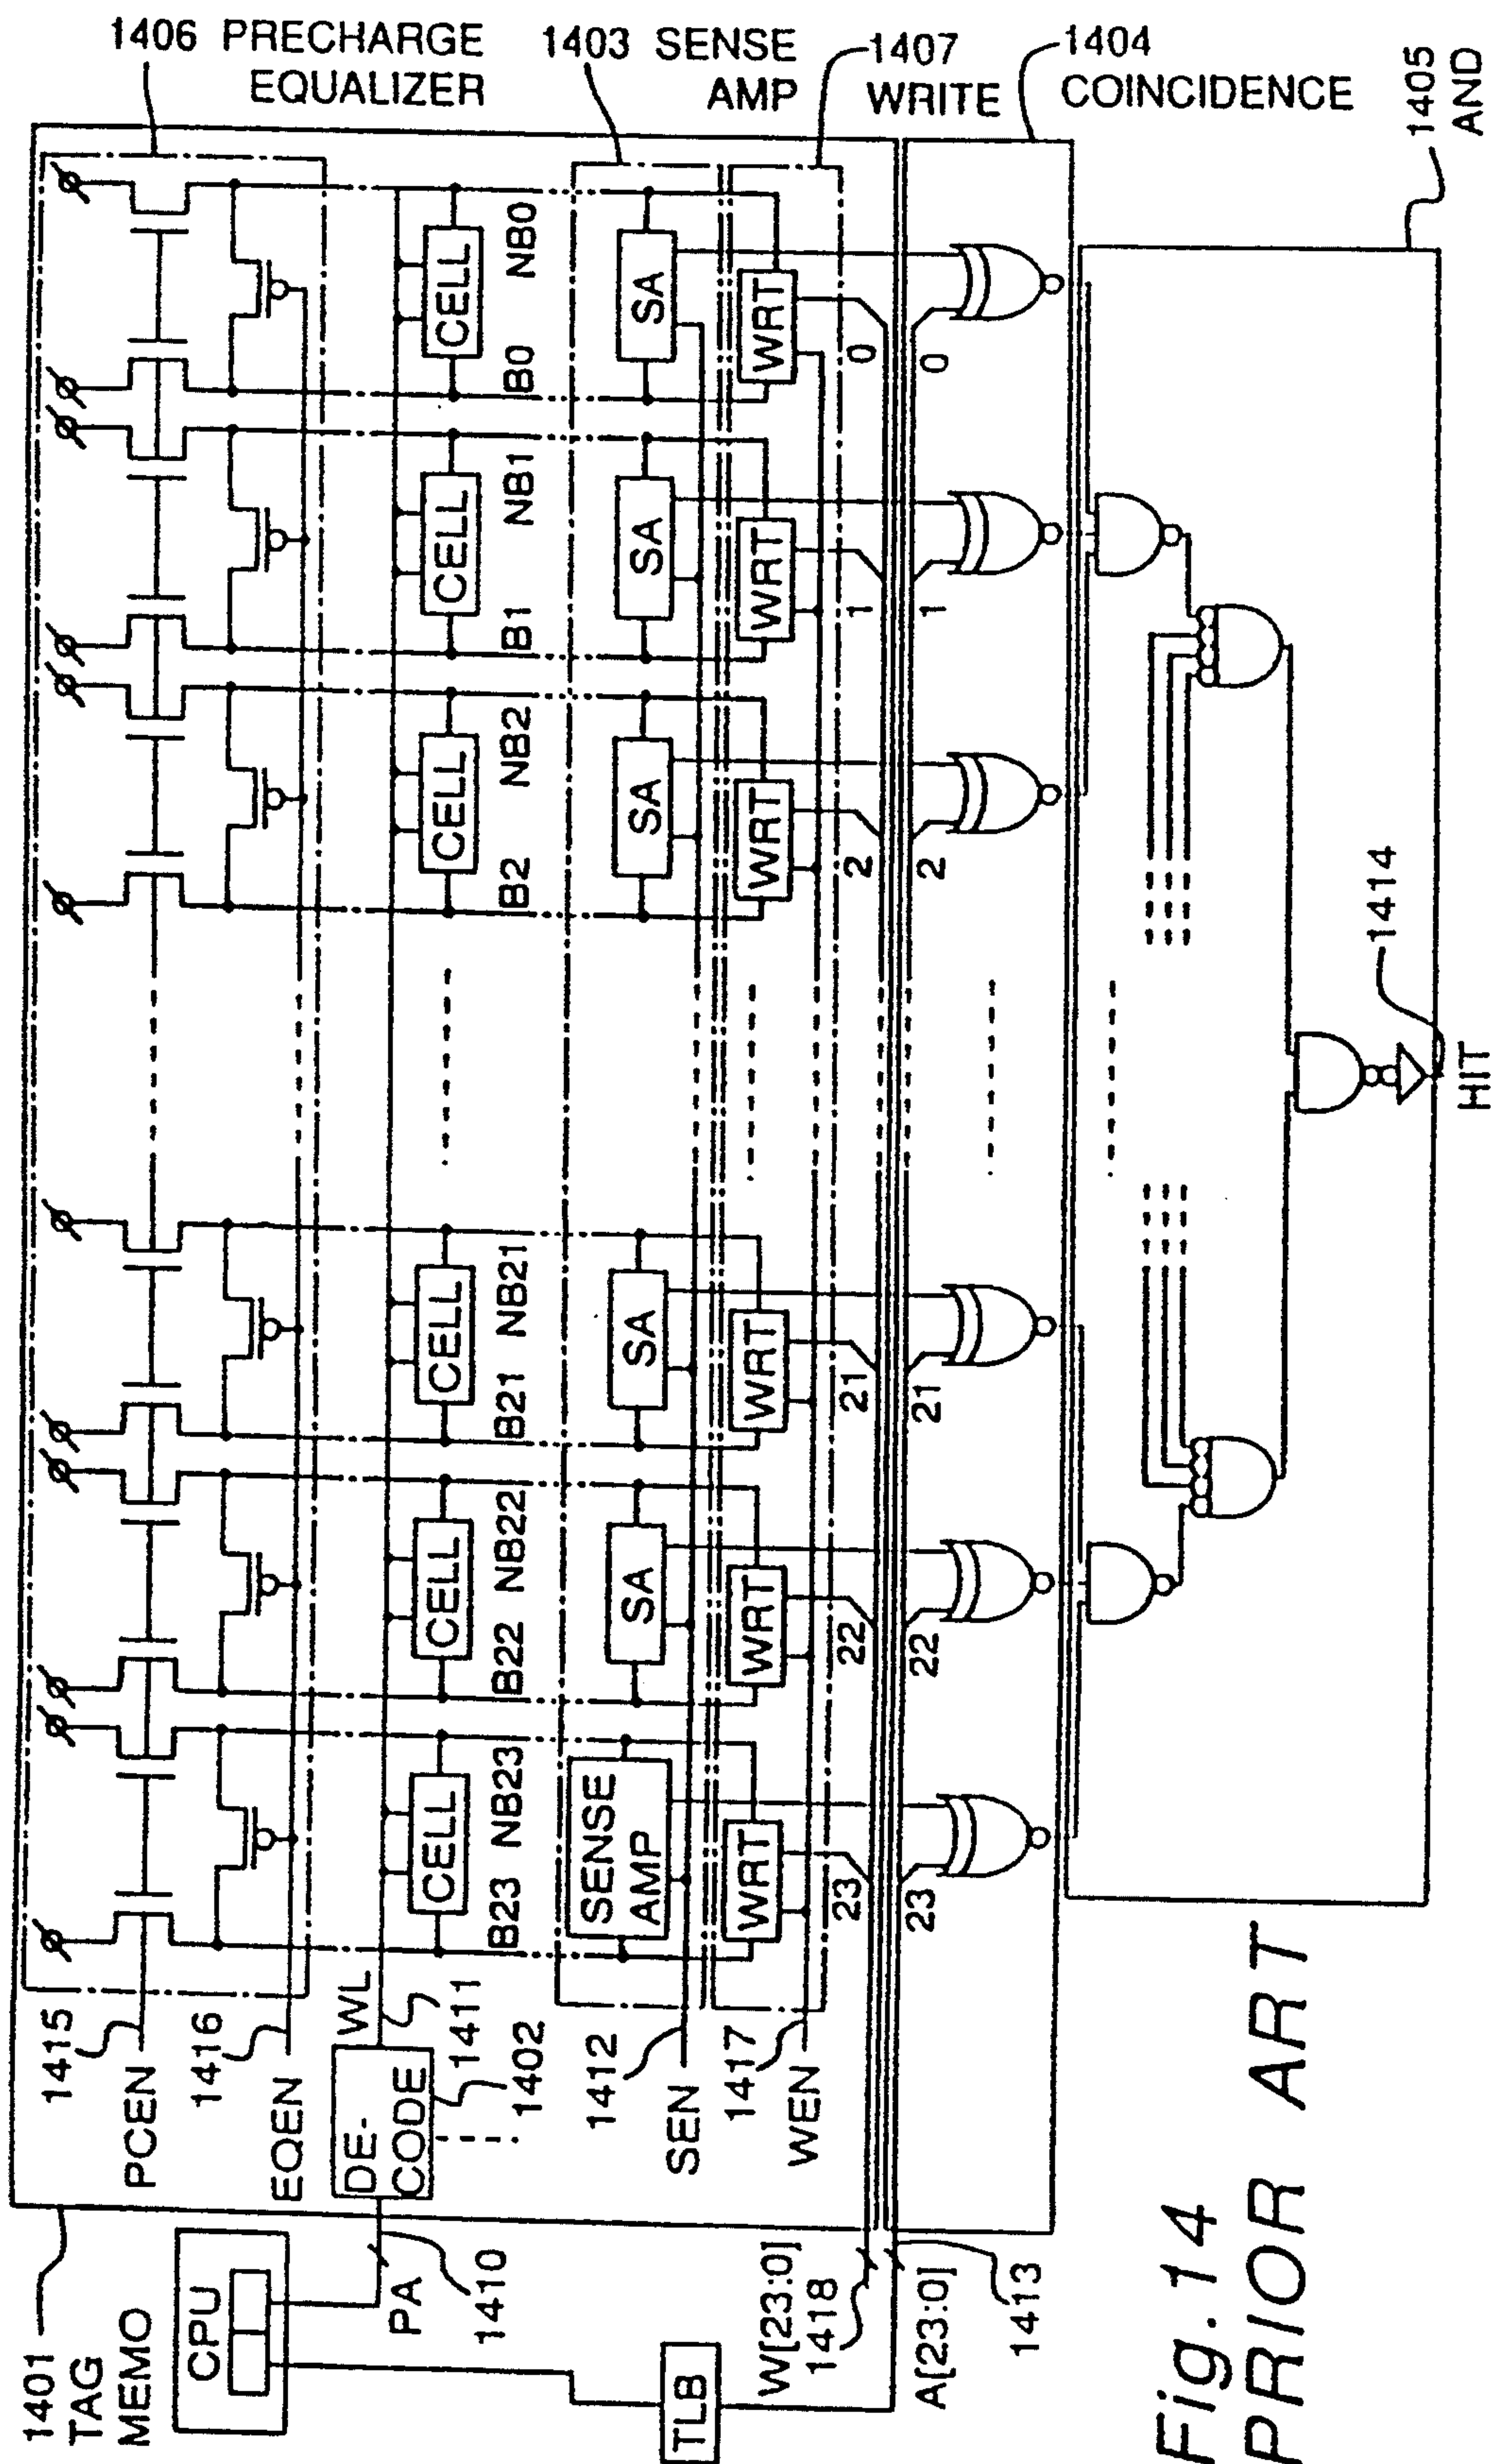 1401
TAG
MEMO
1406 PRECHARGE
EQUALIZER
1403 SENSE
AMP
1407
WRITE
1404
COINCIDENCE
1405
AND
1415
PCEN
1416
EQEN
CPU
PA
1410
DE-
CODE
WL
1411
1402
CELL
CELL
CELL
CELL
CELL
CELL
B23 NB23
B22 NB22
B21 NB21
B2 NB2
B1 NB1
B0 NB0
1412
SEN
SENSE
AMP
SA
SA
SA
SA
SA
1417
WEN
WRT
WRT
WRT
WRT
WRT
WRT
W[23:0]
1418
23
22
21
2
1
0
TLB
A[23:0]
1413
23
22
21
2
1
0
1414
HIT
Fig.14
PRIOR ART